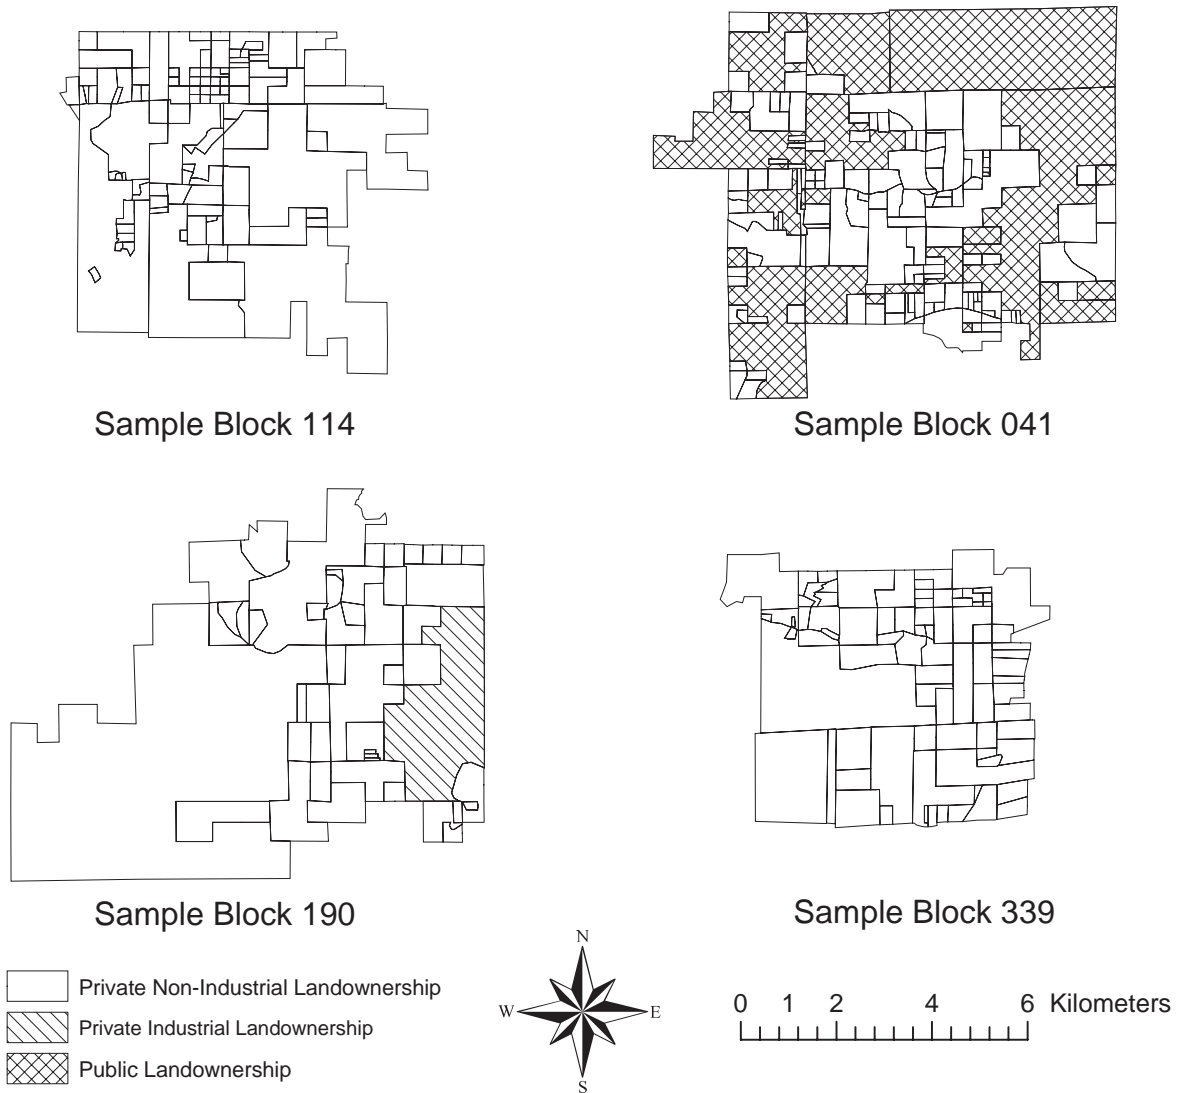 Sample Block 114
Sample Block 041
Sample Block 190
Sample Block 339
N
W
E
S
Private Non-Industrial Landownership
Private Industrial Landownership
Public Landownership
0 1 2 4 6 Kilometers